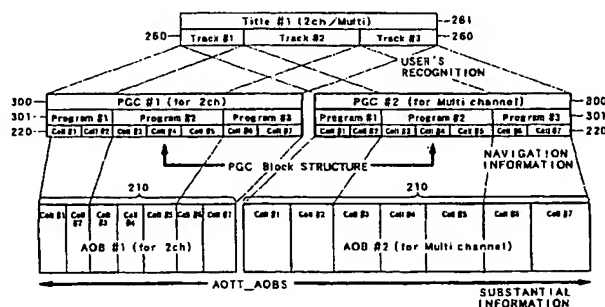 Title #1 (2ch/Multi)
261
260
Track #1
Track #2
Track #3
260
USER'S
RECOGNITION
300
PGC #1 (for 2ch)
PGC #2 (for Multi channel)
300
301
Program #1
Program #2
Program #3
Program #1
Program #2
Program #3
301
220
Cell #1
Cell #2
Cell #3
Cell #4
Cell #5
Cell #6
Cell #7
Cell #1
Cell #2
Cell #3
Cell #4
Cell #5
Cell #6
Cell #7
220
PGC Block STRUCTURE
NAVIGATION
INFORMATION
210
210
Cell #1
Cell
#2
Cell
#3
Cell
#4
Cell #5
Cell #6
Cell #7
Cell #1
Cell #2
Cell #3
Cell #4
Cell #5
Cell #6
Cell #7
AOB #1 (for 2ch)
AOB #2 (for Multi channel)
AOTT_AOBS
SUBSTANTIAL
INFORMATION